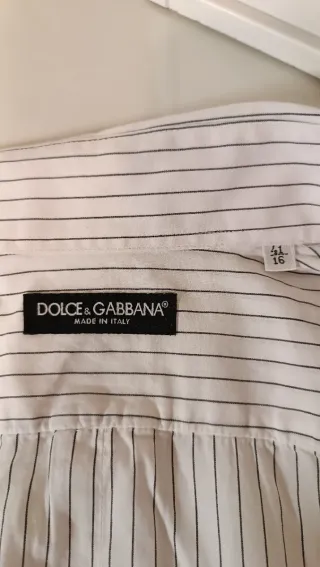 41
16
DOLCE & GABBANA®
MADE IN ITALY